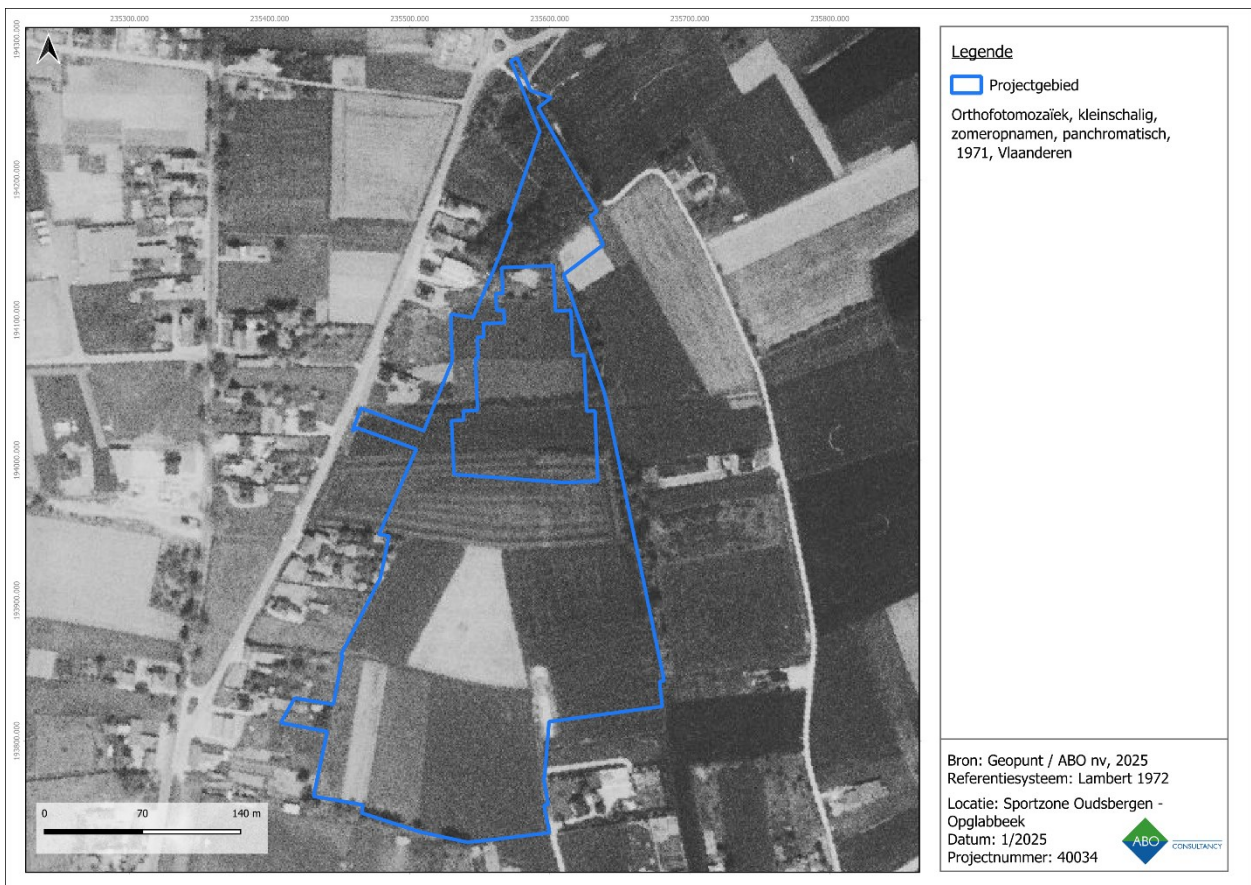 235300.000
235400.000
235500.000
235600.000
235700.000
235800.000
194300.000
194200.000
194100.000
194000.000
193900.000
193800.000
0 70 140 m
Legende
Projectgebied
Orthofotomozaïek, kleinschalig,
zomeropnamen, panchromatisch,
1971, Vlaanderen
Bron: Geopunt / ABO nv, 2025
Referentiesysteem: Lambert 1972
Locatie: Sportzone Oudsbergen -
Opglabbeek
Datum: 1/2025
Projectnummer: 40034
ABO
CONSULTANCY